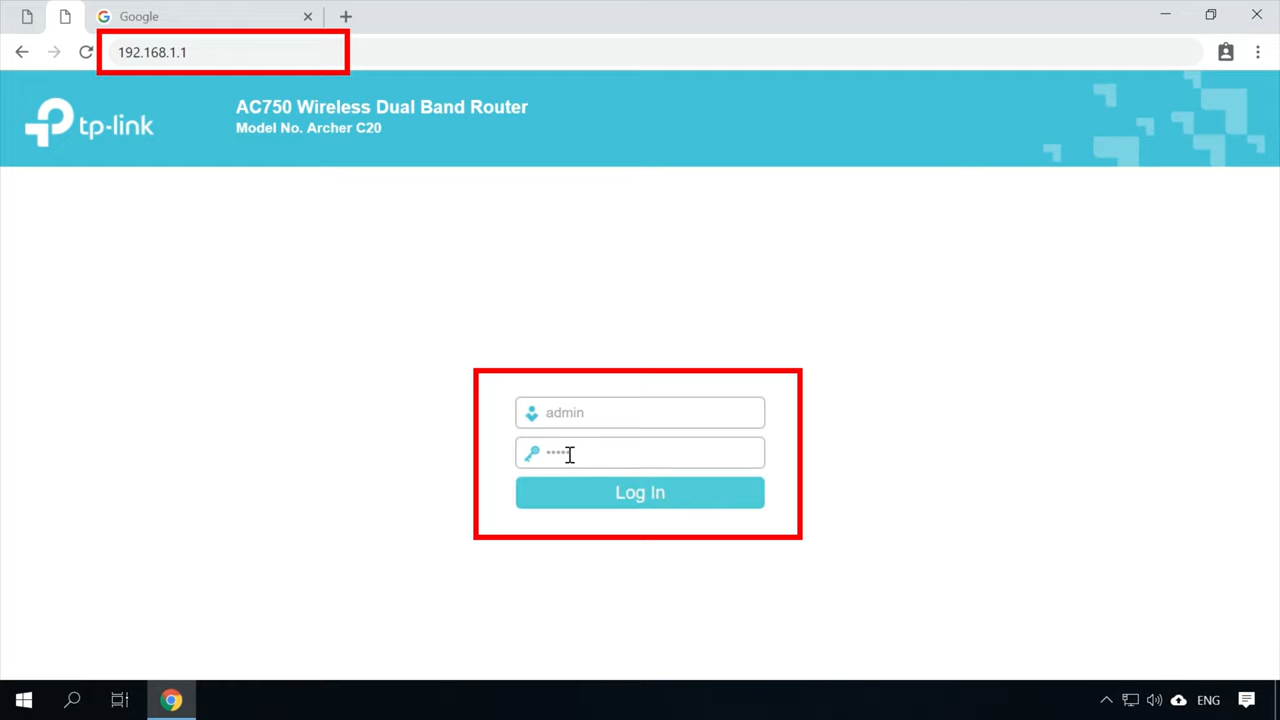 Google
192.168.1.1
tp-link
AC750 Wireless Dual Band Router
Model No. Archer C20
admin
•••••
Log In
ENG